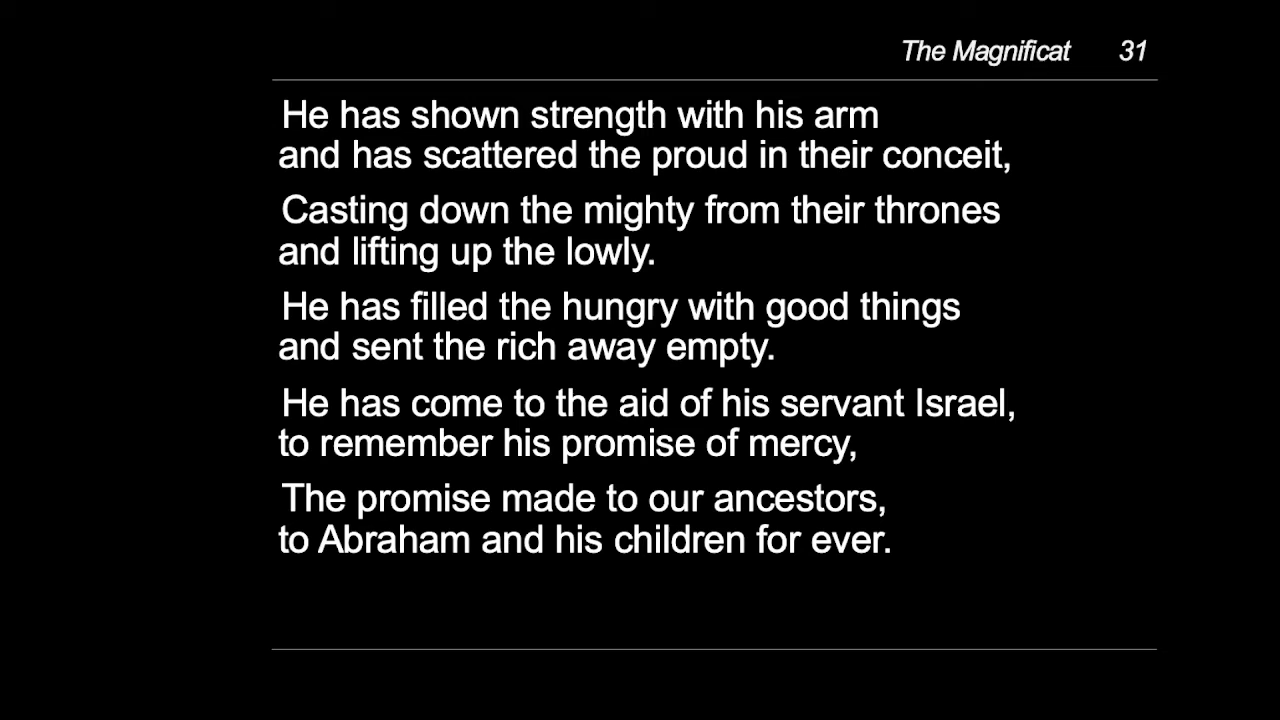 The Magnificat 31
He has shown strength with his arm
and has scattered the proud in their conceit,
Casting down the mighty from their thrones
and lifting up the lowly.
He has filled the hungry with good things
and sent the rich away empty.
He has come to the aid of his servant Israel,
to remember his promise of mercy,
The promise made to our ancestors,
to Abraham and his children for ever.